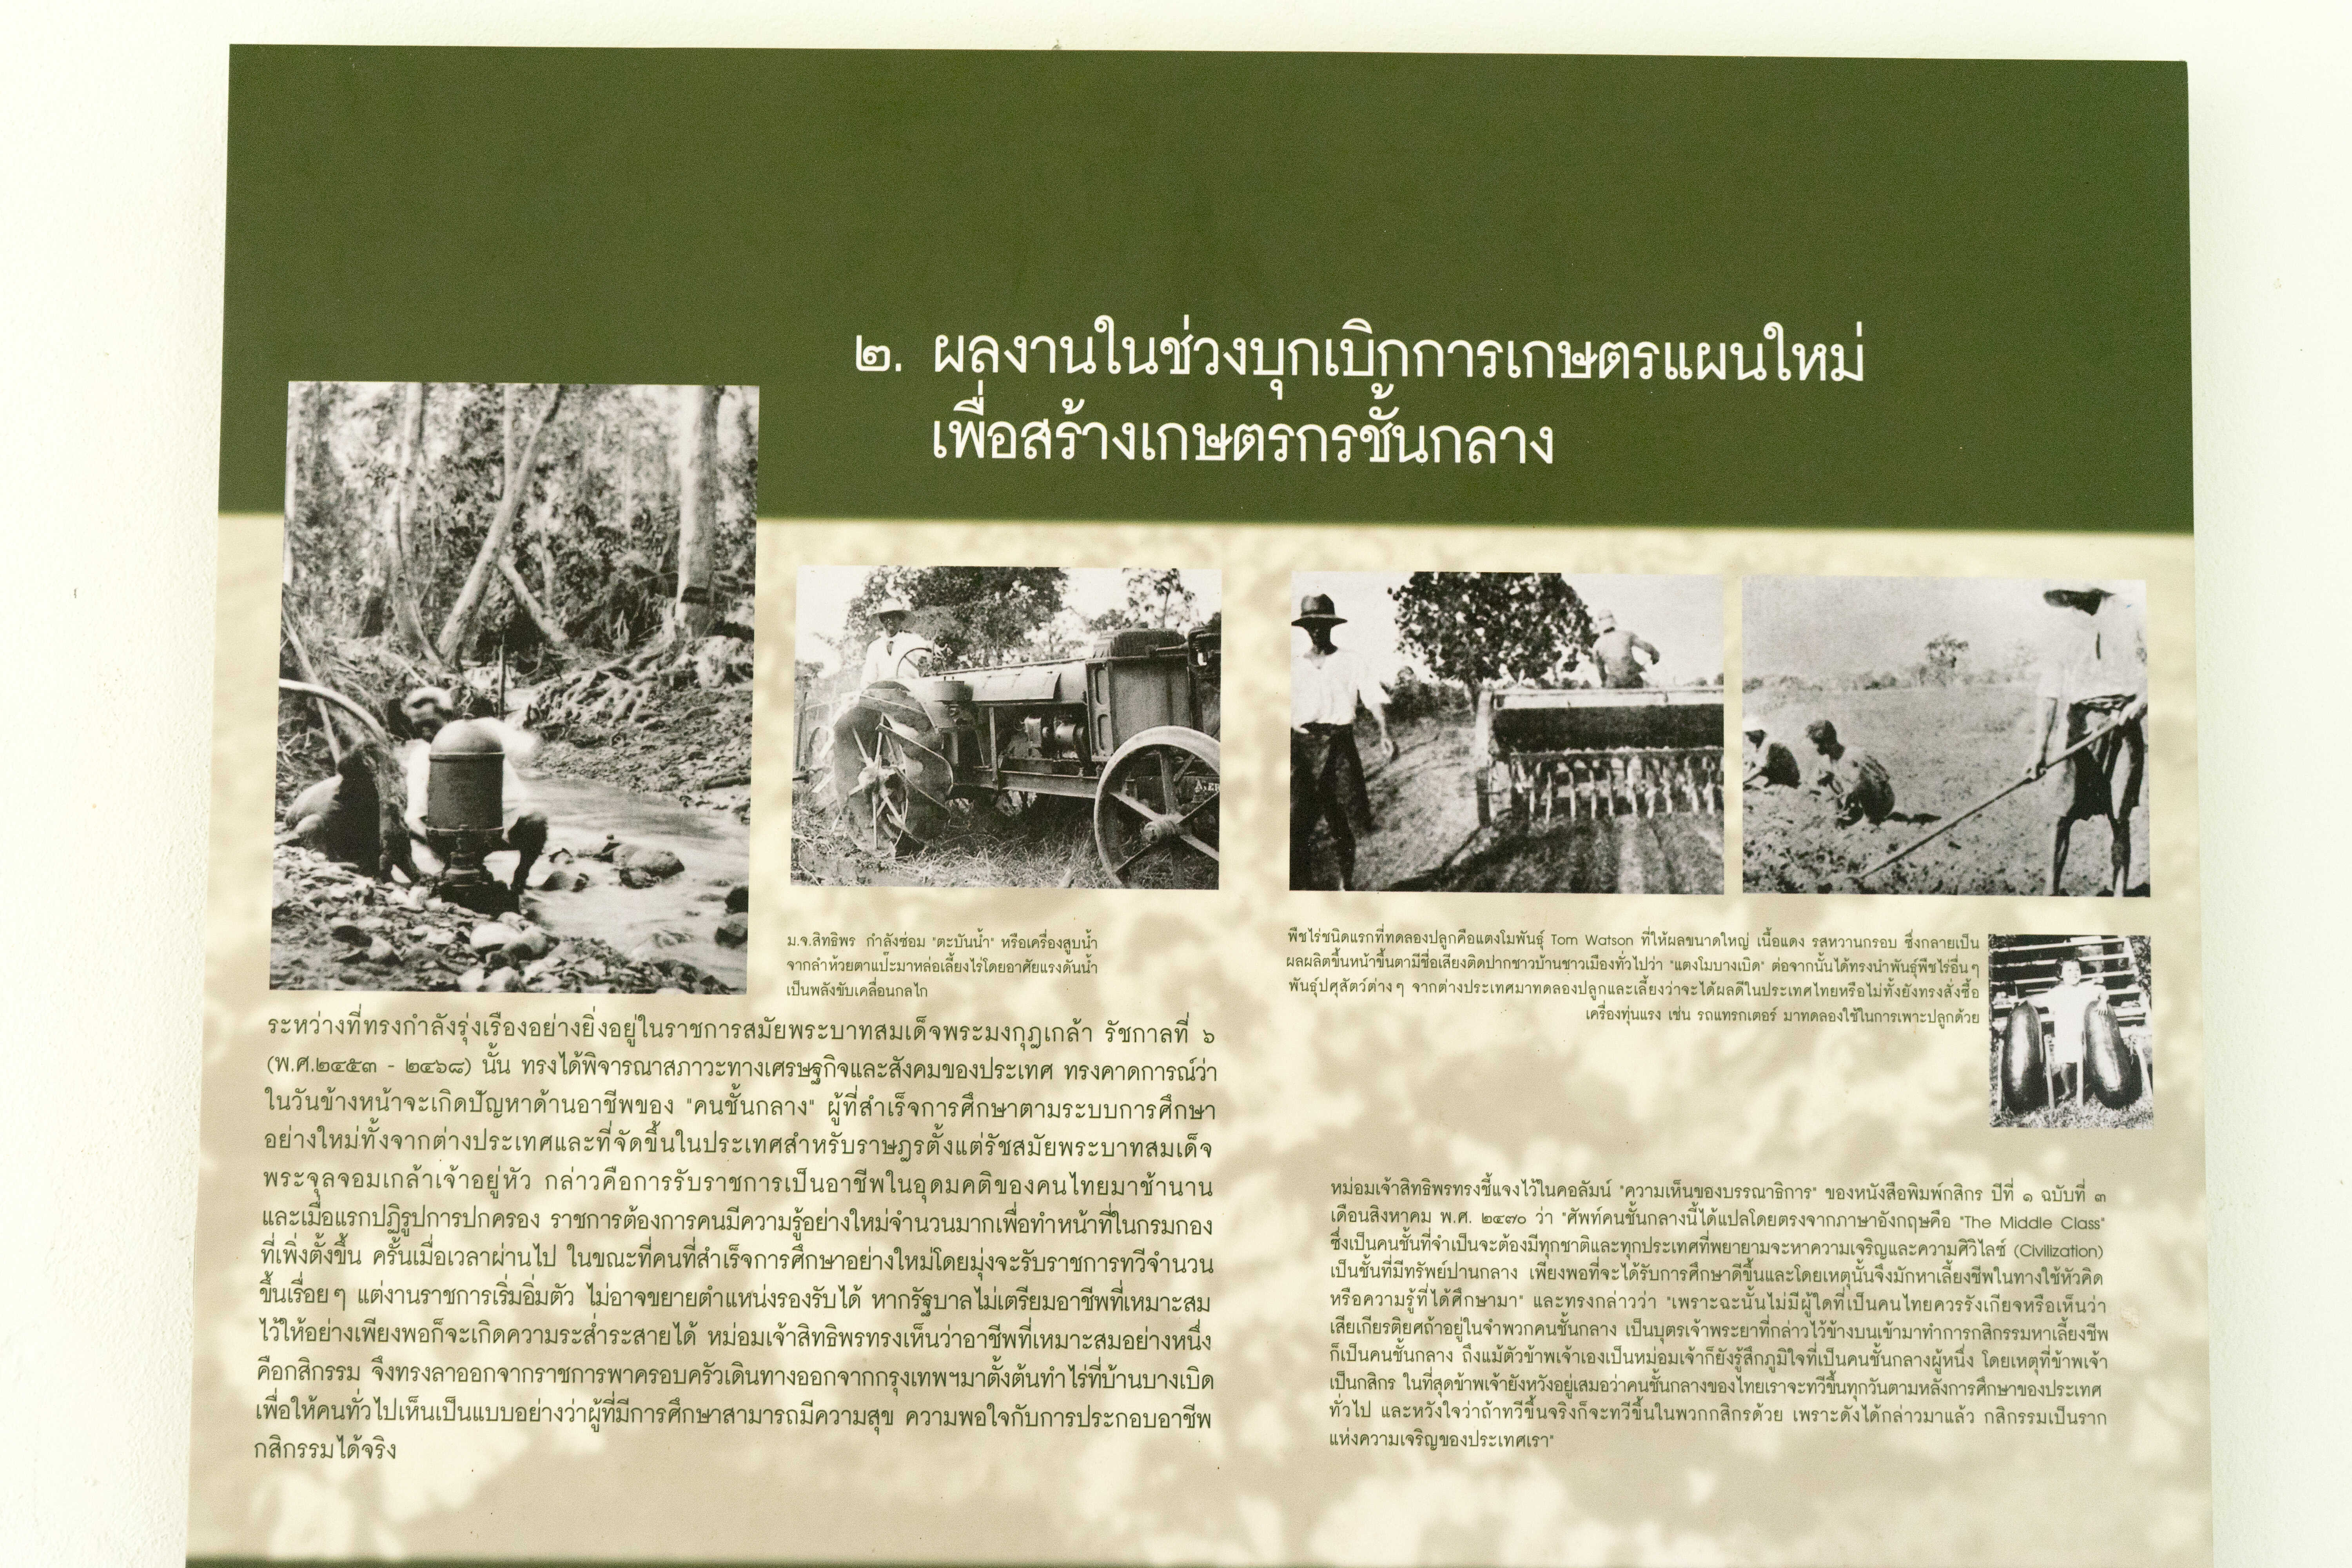 ๒. ผลงานในช่วงบุกเบิกการเกษตรแผนใหม่
เพื่อสร้างเกษตรกรชั้นกลาง
ม.จ.สิทธิพร กำลังซ่อม "ตะบันน้ำ" หรือเครื่องสูบน้ำ
จากลำห้วยตาแป๊ะมาหล่อเลี้ยงไร่โดยอาศัยแรงดันน้ำ
เป็นพลังขับเคลื่อนกลไก
พืชไร่ชนิดแรกที่ทดลองปลูกคือแตงโมพันธุ์ Tom Watson ที่ให้ผลขนาดใหญ่ เนื้อแดง รสหวานกรอบ ซึ่งกลายเป็น
ผลผลิตขึ้นหน้าขึ้นตามีชื่อเสียงติดปากชาวบ้านชาวเมืองทั่วไปว่า "แตงโมบางเบิด" ต่อจากนั้นได้ทรงนำพันธุ์พืชไร่อื่นๆ
พันธุ์ปศุสัตว์ต่างๆ จากต่างประเทศมาทดลองปลูกและเลี้ยงว่าจะได้ผลดีในประเทศไทยหรือไม่ทั้งยังทรงสั่งซื้อ
เครื่องทุ่นแรง เช่น รถแทรกเตอร์ มาทดลองใช้ในการเพาะปลูกด้วย
ระหว่างที่ทรงกำลังรุ่งเรืองอย่างยิ่งอยู่ในราชการสมัยพระบาทสมเด็จพระมงกุฎเกล้า รัชกาลที่ ๖
(พ.ศ.๒๔๕๓ - ๒๔๖๘) นั้น ทรงได้พิจารณาสภาวะทางเศรษฐกิจและสังคมของประเทศ ทรงคาดการณ์ว่า
ในวันข้างหน้าจะเกิดปัญหาด้านอาชีพของ "คนชั้นกลาง" ผู้ที่สำเร็จการศึกษาตามระบบการศึกษา
อย่างใหม่ทั้งจากต่างประเทศและที่จัดขึ้นในประเทศสำหรับราษฎรตั้งแต่รัชสมัยพระบาทสมเด็จ
พระจุลจอมเกล้าเจ้าอยู่หัว กล่าวคือการรับราชการเป็นอาชีพในอุดมคติของคนไทยมาช้านาน
และเมื่อแรกปฏิรูปการปกครอง ราชการต้องการคนมีความรู้อย่างใหม่จำนวนมากเพื่อทำหน้าที่ในกรมกอง
ที่เพิ่งตั้งขึ้น ครั้นเมื่อเวลาผ่านไป ในขณะที่คนที่สำเร็จการศึกษาอย่างใหม่โดยมุ่งจะรับราชการทวีจำนวน
ขึ้นเรื่อยๆ แต่งานราชการเริ่มอิ่มตัว ไม่อาจขยายตำแหน่งรองรับได้ หากรัฐบาลไม่เตรียมอาชีพที่เหมาะสม
ไว้ให้อย่างเพียงพอก็จะเกิดความระส่ำระสายได้ หม่อมเจ้าสิทธิพรทรงเห็นว่าอาชีพที่เหมาะสมอย่างหนึ่ง
คือกสิกรรม จึงทรงลาออกจากราชการพาครอบครัวเดินทางออกจากกรุงเทพฯมาตั้งต้นทำไร่ที่บ้านบางเบิด
เพื่อให้คนทั่วไปเห็นเป็นแบบอย่างว่าผู้ที่มีการศึกษาสามารถมีความสุข ความพอใจกับการประกอบอาชีพ
กสิกรรมได้จริง
หม่อมเจ้าสิทธิพรทรงชี้แจงไว้ในคอลัมน์ "ความเห็นของบรรณาธิการ" ของหนังสือพิมพ์กสิกร ปีที่ ๑ ฉบับที่ ๓
เดือนสิงหาคม พ.ศ. ๒๔๗๐ ว่า "ศัพท์คนชั้นกลางนี้ได้แปลโดยตรงจากภาษาอังกฤษคือ "The Middle Class"
ซึ่งเป็นคนชั้นที่จำเป็นจะต้องมีทุกชาติและทุกประเทศที่พยายามจะหาความเจริญและความศิวิไลซ์ (Civilization)
เป็นชั้นที่มีทรัพย์ปานกลาง เพียงพอที่จะได้รับการศึกษาดีขึ้นและโดยเหตุนั้นจึงมักหาเลี้ยงชีพในทางใช้หัวคิด
หรือความรู้ที่ได้ศึกษามา" และทรงกล่าวว่า "เพราะฉะนั้นไม่มีผู้ใดที่เป็นคนไทยควรรังเกียจหรือเห็นว่า
เสียเกียรติยศถ้าอยู่ในจำพวกคนชั้นกลาง เป็นบุตรเจ้าพระยาที่กล่าวไว้ข้างบนเข้ามาทำการกสิกรรมหาเลี้ยงชีพ
ก็เป็นคนชั้นกลาง ถึงแม้ตัวข้าพเจ้าเองเป็นหม่อมเจ้าก็ยังรู้สึกภูมิใจที่เป็นคนชั้นกลางผู้หนึ่ง โดยเหตุที่ข้าพเจ้า
เป็นกสิกร ในที่สุดข้าพเจ้ายังหวังอยู่เสมอว่าคนชั้นกลางของไทยเราจะทวีขึ้นทุกวันตามหลังการศึกษาของประเทศ
ทั่วไป และหวังใจว่าถ้าทวีขึ้นจริงก็จะทวีขึ้นในพวกกสิกรด้วย เพราะดังได้กล่าวมาแล้ว กสิกรรมเป็นราก
แห่งความเจริญของประเทศเรา"